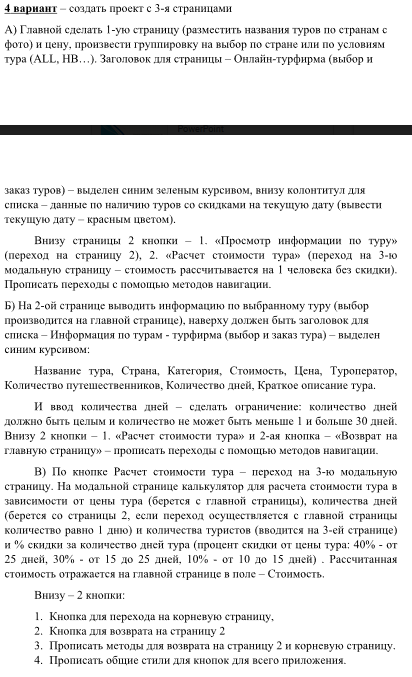 4 вариант – создать проект с 3-я страницами
А) Главной сделать 1-ую страницу (разместить названия туров по странам с
фото) и цену, произвести группировку на выбор по стране или по условиям
тура (ALL, HB…). Заголовок для страницы – Онлайн-турфирма (выбор и
PowerPoint
заказ туров) – выделен синим зеленым курсивом, внизу колонтитул для
списка – данные по наличию туров со скидками на текущую дату (вывести
текущую дату – красным цветом).
Внизу страницы 2 кнопки – 1. «Просмотр информации по туру»
(переход на страницу 2), 2. «Расчет стоимости тура» (переход на 3-ю
модальную страницу – стоимость рассчитывается на 1 человека без скидки).
Прописать переходы с помощью методов навигации.
Б) На 2-ой странице выводить информацию по выбранному туру (выбор
производится на главной странице), наверху должен быть заголовок для
списка – Информация по турам - турфирма (выбор и заказ тура) – выделен
синим курсивом:
Название тура, Страна, Категория, Стоимость, Цена, Туроператор,
Количество путешественников, Количество дней, Краткое описание тура.
И ввод количества дней – сделать ограничение: количество дней
должно быть целым и количество не может быть меньше 1 и больше 30 дней.
Внизу 2 кнопки – 1. «Расчет стоимости тура» и 2-ая кнопка – «Возврат на
главную страницу» – прописать переходы с помощью методов навигации.
В) По кнопке Расчет стоимости тура – переход на 3-ю модальную
страницу. На модальной странице калькулятор для расчета стоимости тура в
зависимости от цены тура (берется с главной страницы), количества дней
(берется со страницы 2, если переход осуществляется с главной страницы
количество равно 1 дню) и количества туристов (вводится на 3-ей странице)
и % скидки за количество дней тура (процент скидки от цены тура: 40% - от
25 дней, 30% - от 15 до 25 дней, 10% - от 10 до 15 дней) . Рассчитанная
стоимость отражается на главной странице в поле – Стоимость.
Внизу – 2 кнопки:
1. Кнопка для перехода на корневую страницу,
2. Кнопка для возврата на страницу 2
3. Прописать методы для возврата на страницу 2 и корневую страницу.
4. Прописать общие стили для кнопок для всего приложения.